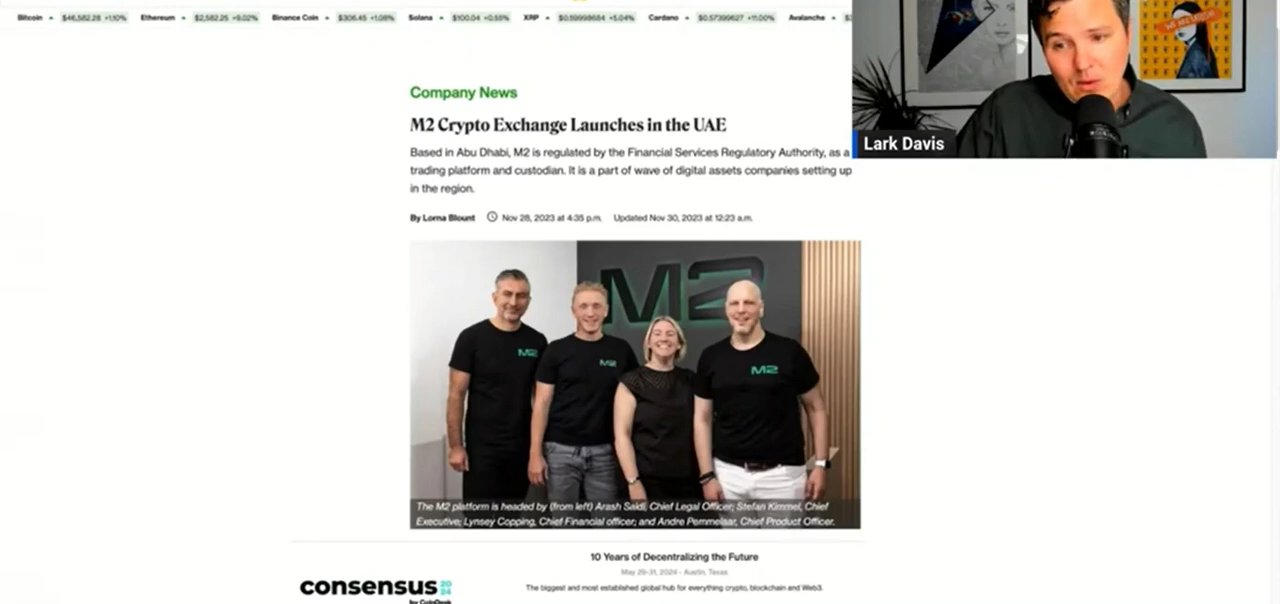 Bitcoin $46,582.28 +1.10% Ethereum $2,582.25 +9.02% Binance Coin $306.45 +1.08% Solana $100.04 +0.55% XRP $0.59998684 +5.04% Cardano $0.57399627 +11.00% Avalanche
WE ARE
Lark Davis
Company News
M2 Crypto Exchange Launches in the UAE
Based in Abu Dhabi, M2 is regulated by the Financial Services Regulatory Authority, as a
trading platform and custodian. It is a part of wave of digital assets companies setting up
in the region.
By Lorna Blount Nov 28, 2023 at 4:35 p.m. Updated Nov 30, 2023 at 12:23 a.m.
M2
M2
M2
M2
The M2 platform is headed by (from left) Arash Saidi, Chief Legal Officer; Stefan Kimmel, Chief
Executive; Lynsey Copping, Chief Financial officer; and Andre Pemmelaar, Chief Product Officer.
10 Years of Decentralizing the Future
May 29-31, 2024 - Austin, Texas
consensus 2024
The biggest and most established global hub for everything crypto, blockchain and Web3.
by CoinDesk